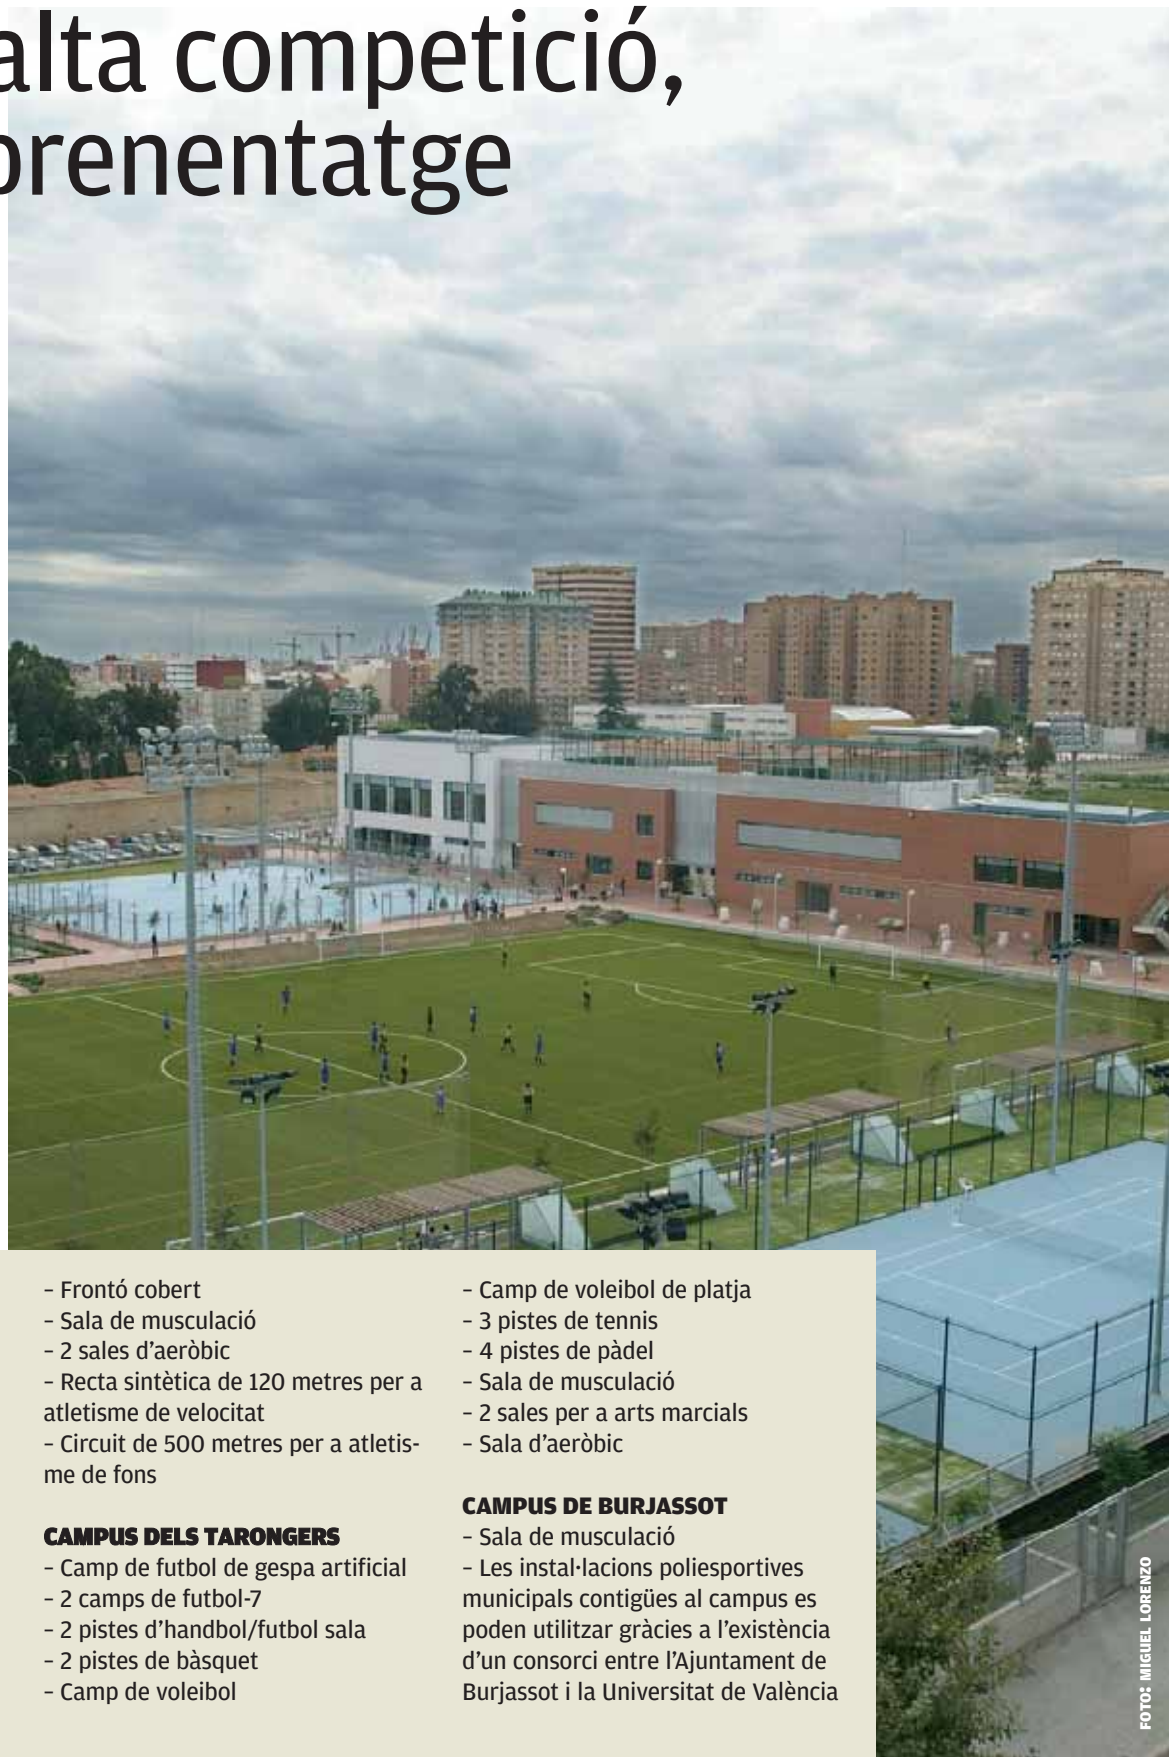 alta competició,
prenentatge
– Frontó cobert
– Sala de musculació
– 2 sales d’aeròbic
– Recta sintètica de 120 metres per a
atletisme de velocitat
– Circuit de 500 metres per a atletis-
me de fons
CAMPUS DELS TARONGERS
– Camp de futbol de gespa artificial
– 2 camps de futbol-7
– 2 pistes d’handbol/futbol sala
– 2 pistes de bàsquet
– Camp de voleibol
– Camp de voleibol de platja
– 3 pistes de tennis
– 4 pistes de pàdel
– Sala de musculació
– 2 sales per a arts marcials
– Sala d’aeròbic
CAMPUS DE BURJASSOT
– Sala de musculació
– Les instal·lacions poliesportives
municipals contigües al campus es
poden utilitzar gràcies a l’existència
d’un consorci entre l’Ajuntament de
Burjassot i la Universitat de València
FOTO: MIGUEL LORENZO